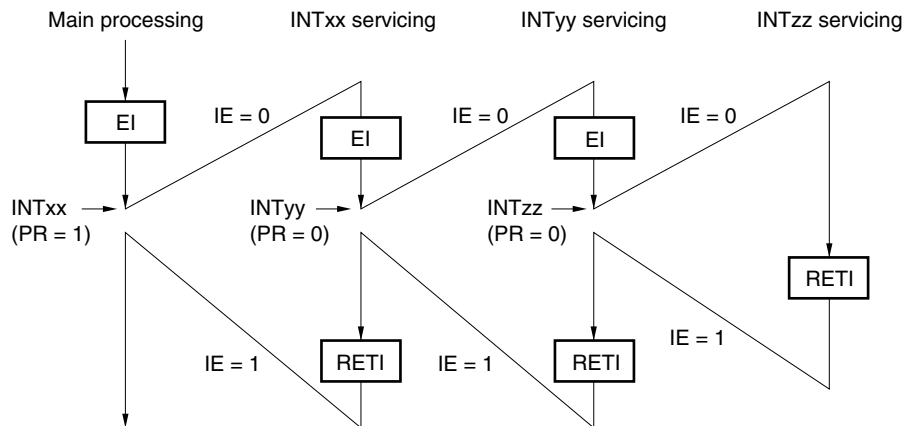 Main processing
INTxx servicing
INTyy servicing
INTzz servicing
EI
IE = 0
EI
IE = 0
EI
IE = 0
INTxx
(PR = 1)
INTyy
(PR = 0)
INTzz
(PR = 0)
RETI
IE = 1
RETI
IE = 1
RETI
IE = 1